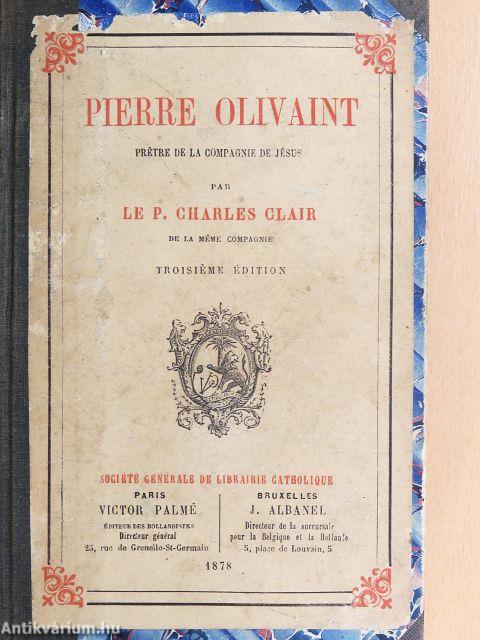 PIERRE OLIVAINT
PRÊTRE DE LA COMPAGNIE DE JÉSUS
PAR
LE P. CHARLES CLAIR
DE LA MÊME COMPAGNIE
TROISIÈME ÉDITION
SOCIÉTÉ GÉNÉRALE DE LIBRAIRIE CATHOLIQUE
PARIS
VICTOR PALMÉ
ÉDITEUR DES BOLLANDISTES
Directeur général
25, rue de Grenelle-St-Germain
BRUXELLES
J. ALBANEL
Directeur de la succursale
pour la Belgique et la Hollande
5, place de Louvain, 5
1878
Antikvárium.hu